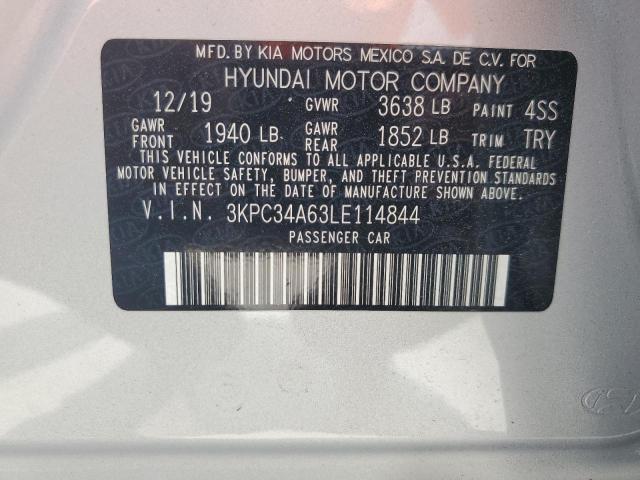 MFD. BY KIA MOTORS MEXICO S.A. DE C.V. FOR
HYUNDAI MOTOR COMPANY
12/19 GVWR 3638 LB PAINT 4SS
GAWR FRONT 1940 LB GAWR REAR 1852 LB TRIM TRY
THIS VEHICLE CONFORMS TO ALL APPLICABLE U.S.A. FEDERAL
MOTOR VEHICLE SAFETY, BUMPER, AND THEFT PREVENTION STANDARDS
IN EFFECT ON THE DATE OF MANUFACTURE SHOWN ABOVE.
V.I.N. 3KPC34A63LE114844
PASSENGER CAR